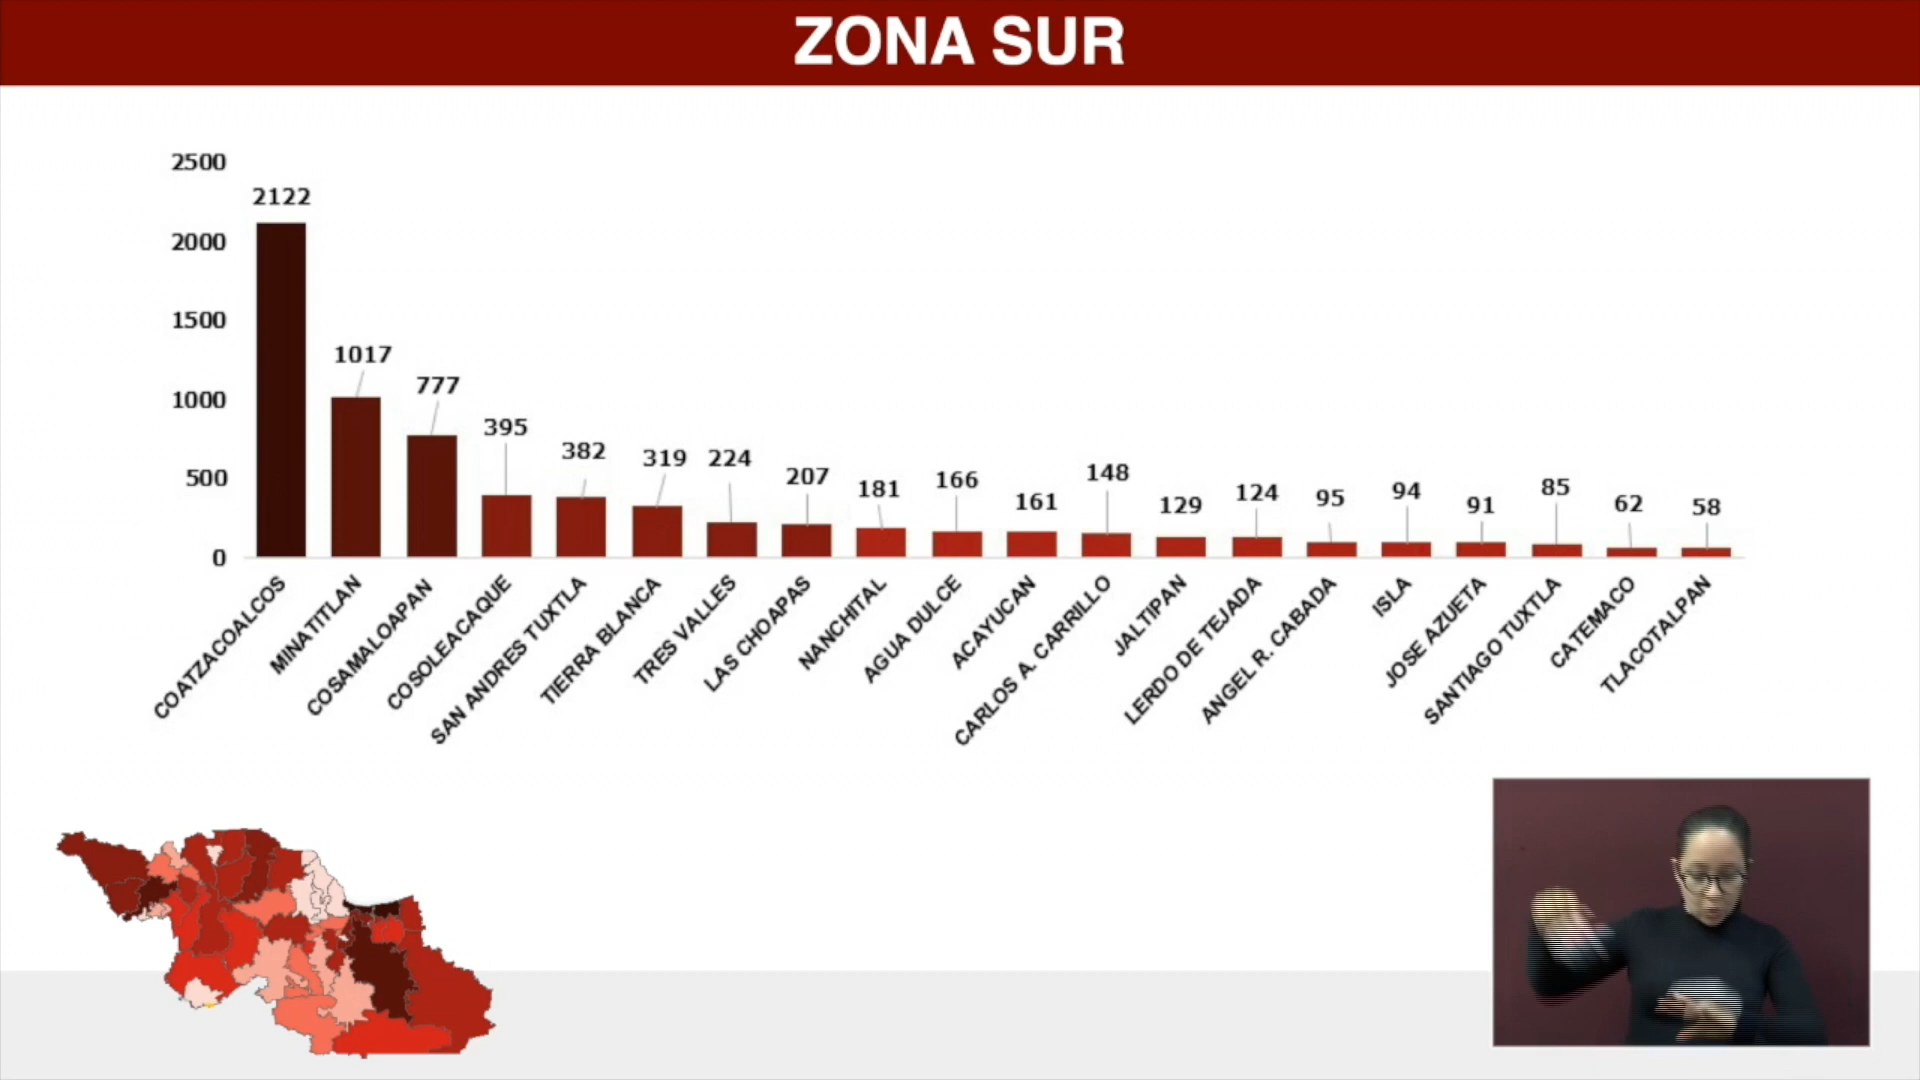 ZONA SUR
2500
2000
1500
1000
500
0
2122
1017
777
395
382
319
224
207
181
166
161
148
129
124
95
94
91
85
62
58
COATZACOALCOS
MINATITLAN
COSAMALOAPAN
COSOLEACAQUE
SAN ANDRES TUXTLA
TIERRA BLANCA
TRES VALLES
LAS CHOAPAS
NANCHITAL
AGUA DULCE
ACAYUCAN
CARLOS A. CARRILLO
JALTIPAN
LERDO DE TEJADA
ANGEL R. CABADA
ISLA
JOSE AZUETA
SANTIAGO TUXTLA
CATEMACO
TLACOTALPAN